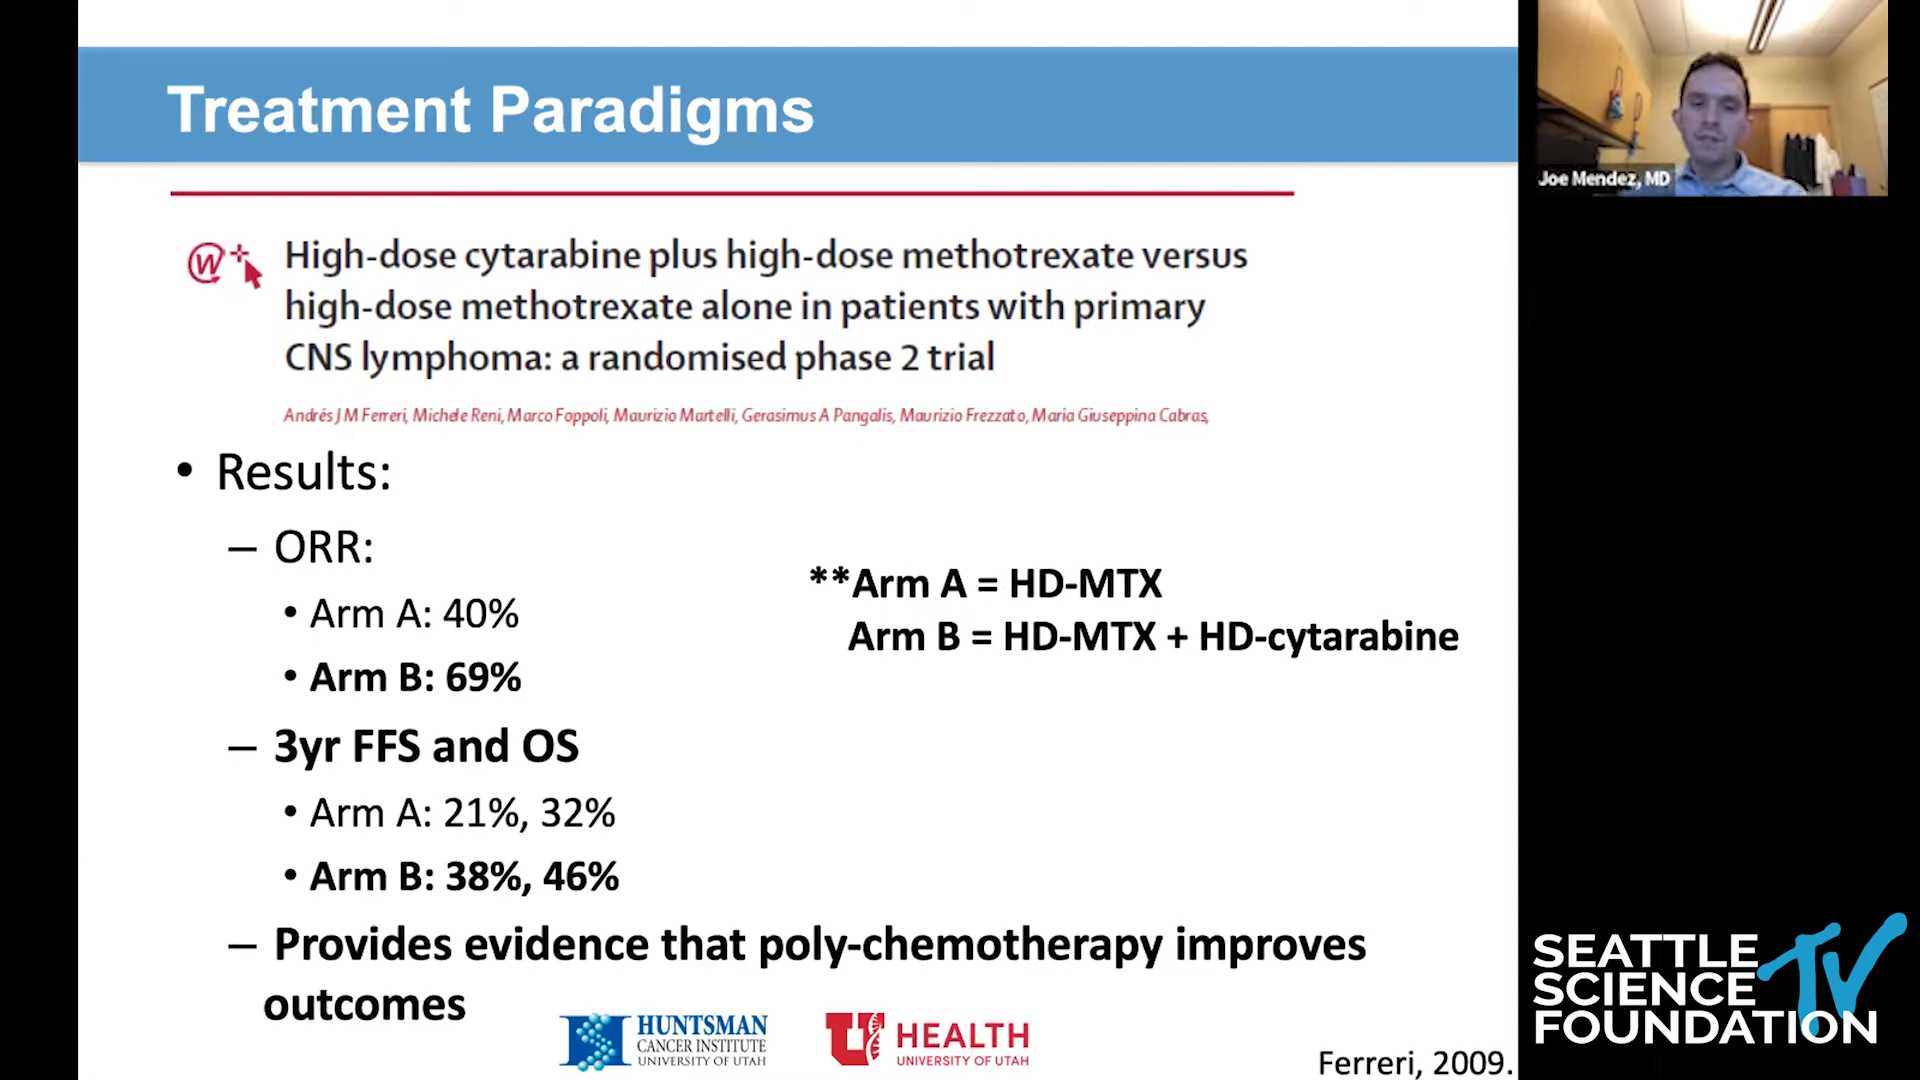 Treatment Paradigms
High-dose cytarabine plus high-dose methotrexate versus
high-dose methotrexate alone in patients with primary
CNS lymphoma: a randomised phase 2 trial
Andrés J M Ferreri, Michele Reni, Marco Foppoli, Maurizio Martelli, Gerasimus A Pangalis, Maurizio Frezzato, Maria Giuseppina Cabras,
• Results:
– ORR:
• Arm A: 40%
• Arm B: 69%
**Arm A = HD-MTX
Arm B = HD-MTX + HD-cytarabine
– 3yr FFS and OS
• Arm A: 21%, 32%
• Arm B: 38%, 46%
– Provides evidence that poly-chemotherapy improves
outcomes
HUNTSMAN
CANCER INSTITUTE
UNIVERSITY OF UTAH
U HEALTH
UNIVERSITY OF UTAH
Ferreri, 2009.
Joe Mendez, MD
SEATTLE
SCIENCE
FOUNDATION
TV